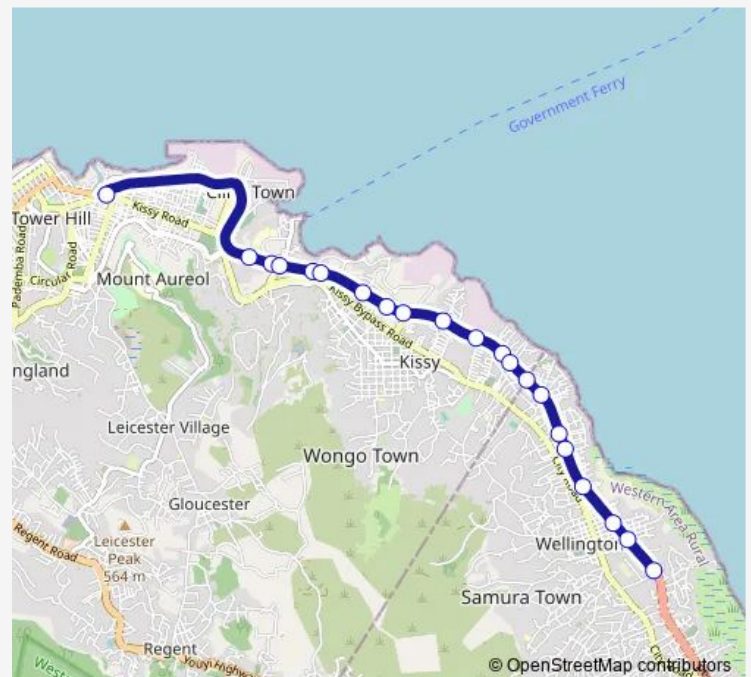 Government Ferry
Town
Tower Hill
Kissy Road
Pademba Road
Circular Road
Mount Aureol
Kissy Bypass Road
ngland
Kissy
Leicester Village
Wongo Town
Gloucester
Western Area Rural
Regent Road
Leicester
Peak
564 m
Wellington
Samura Town
Regent
© OpenStreetMap contributors